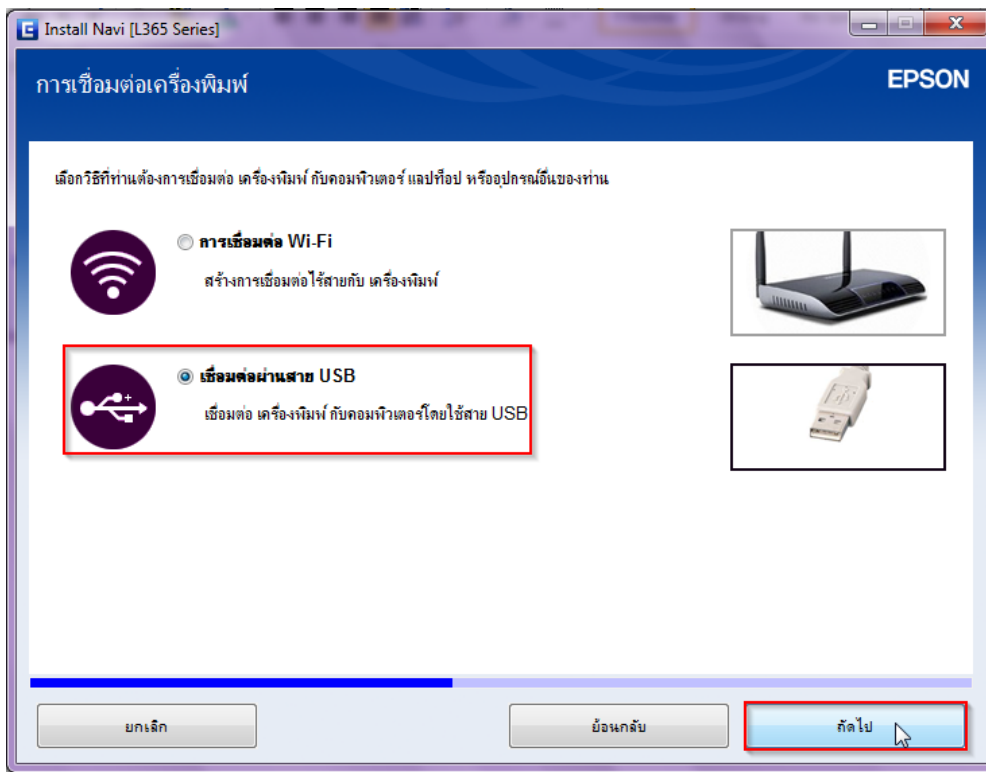 Install Navi [L365 Series]
การเชื่อมต่อเครื่องพิมพ์
EPSON
เลือกวิธีที่ท่านต้องการเชื่อมต่อ เครื่องพิมพ์ กับคอมพิวเตอร์ แลปท็อป หรืออุปกรณ์อื่นของท่าน
การเชื่อมต่อ Wi-Fi
สร้างการเชื่อมต่อไร้สายกับ เครื่องพิมพ์
เชื่อมต่อผ่านสาย USB
เชื่อมต่อ เครื่องพิมพ์ กับคอมพิวเตอร์โดยใช้สาย USB
ยกเลิก
ย้อนกลับ
ถัดไป